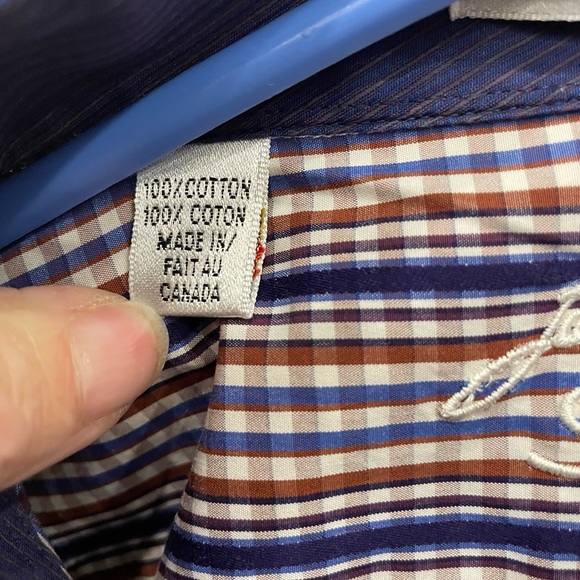 100%COTTON
100% COTON
MADE IN/
FAIT AU
CANADA